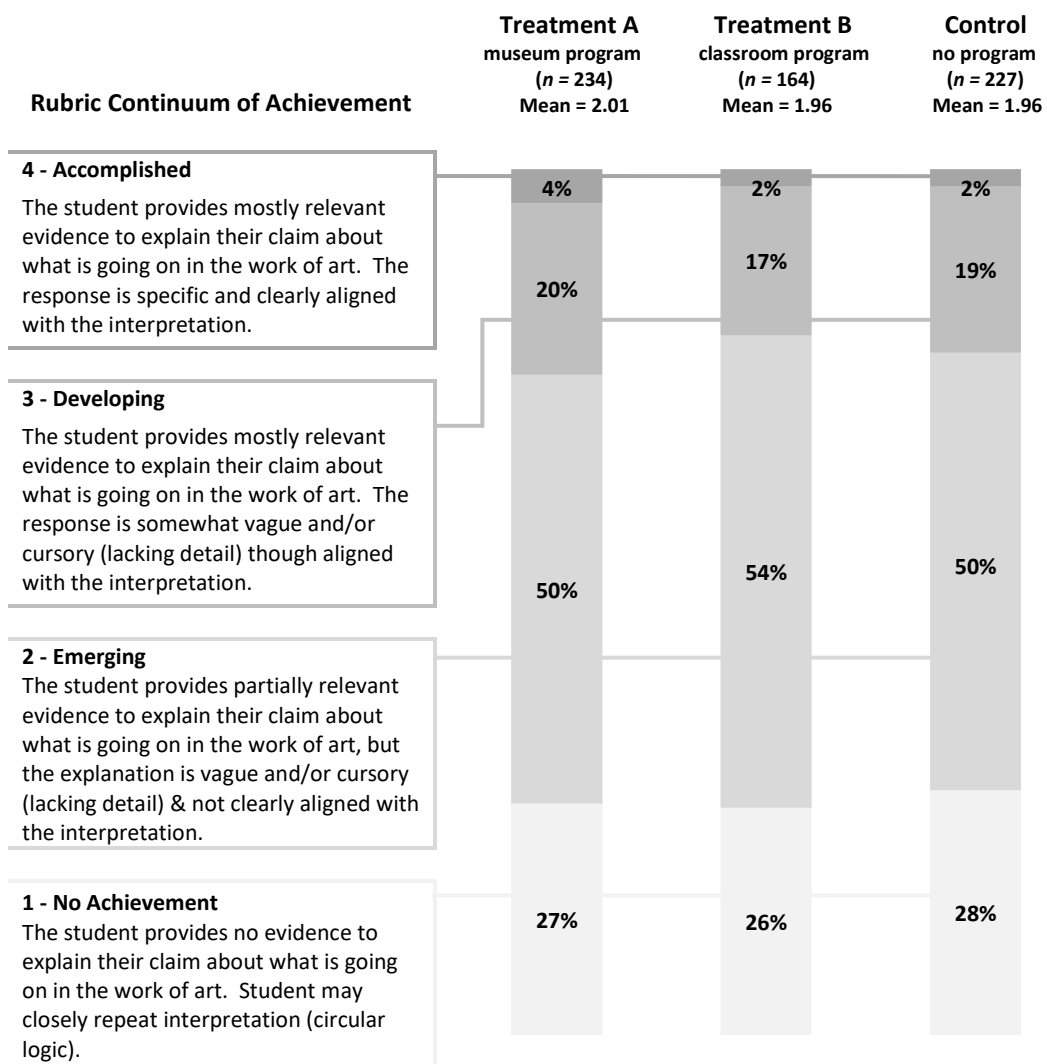 Treatment A
museum program
(n = 234)
Mean = 2.01
Treatment B
classroom program
(n = 164)
Mean = 1.96
Control
no program
(n = 227)
Mean = 1.96
Rubric Continuum of Achievement
4 - Accomplished
The student provides mostly relevant
evidence to explain their claim about
what is going on in the work of art. The
response is specific and clearly aligned
with the interpretation.
4%
2%
2%
20%
17%
19%
3 - Developing
The student provides mostly relevant
evidence to explain their claim about
what is going on in the work of art. The
response is somewhat vague and/or
cursory (lacking detail) though aligned
with the interpretation.
50%
54%
50%
2 - Emerging
The student provides partially relevant
evidence to explain their claim about
what is going on in the work of art, but
the explanation is vague and/or cursory
(lacking detail) & not clearly aligned with
the interpretation.
1 - No Achievement
The student provides no evidence to
explain their claim about what is going
on in the work of art. Student may
closely repeat interpretation (circular
logic).
27%
26%
28%